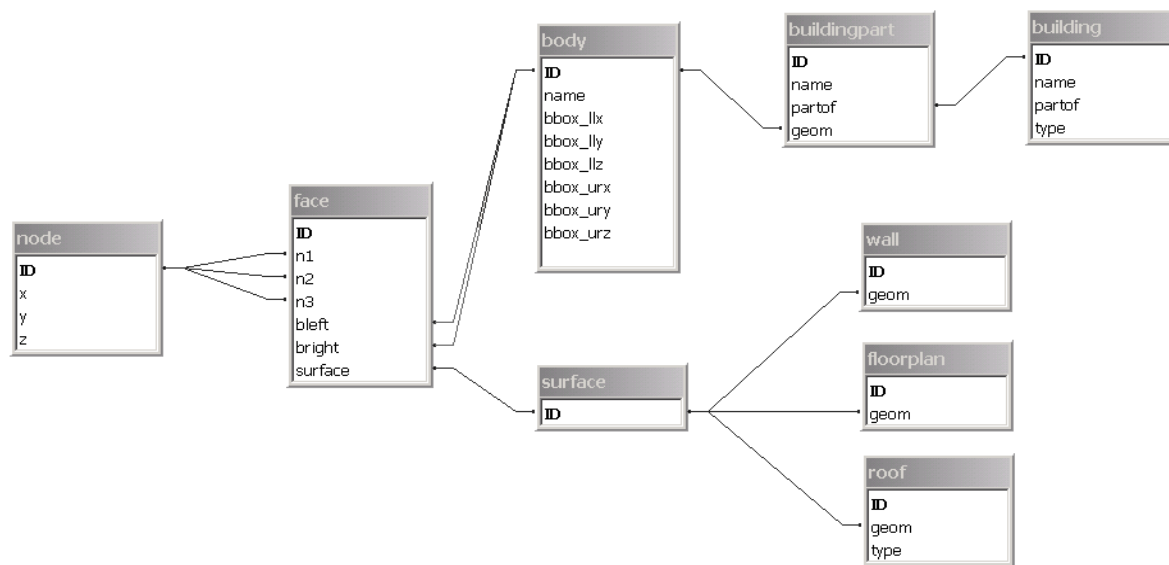 node
ID
x
y
z
face
ID
n1
n2
n3
bleft
bright
surface
body
ID
name
bbox_llx
bbox_lly
bbox_llz
bbox_urx
bbox_ury
bbox_urz
surface
ID
buildingpart
ID
name
partof
geom
building
ID
name
partof
type
wall
ID
geom
floorplan
ID
geom
roof
ID
geom
type